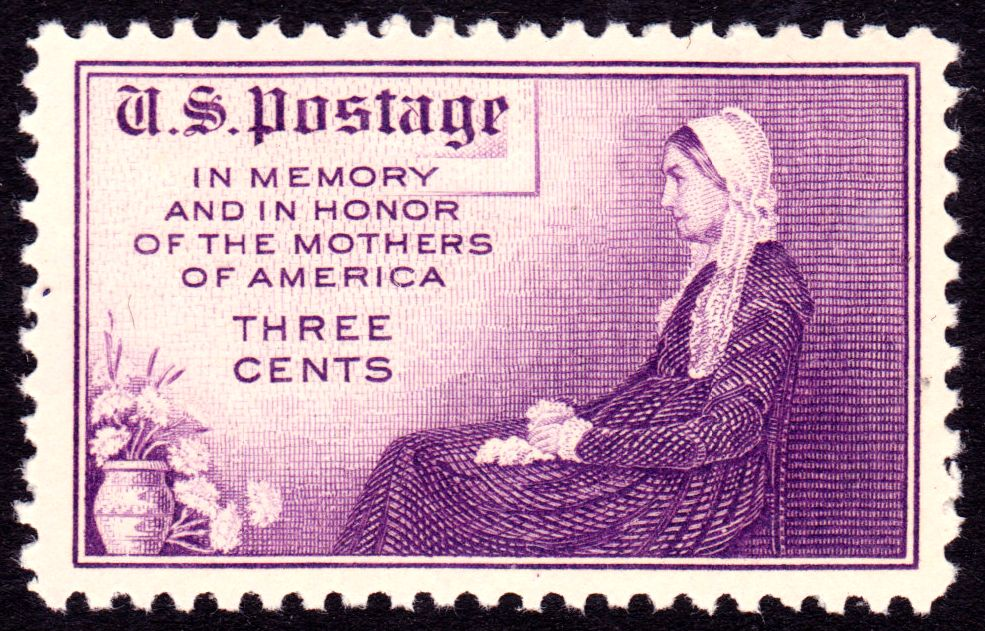 U.S. Postage
IN MEMORY
AND IN HONOR
OF THE MOTHERS
OF AMERICA
THREE
CENTS